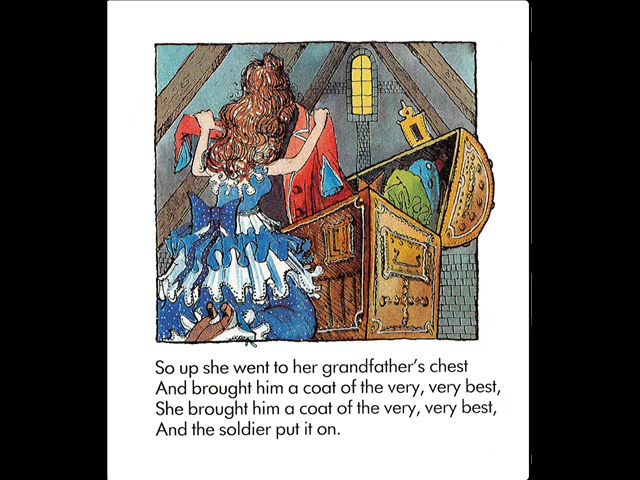 So up she went to her grandfather's chest
And brought him a coat of the very, very best,
She brought him a coat of the very, very best,
And the soldier put it on.